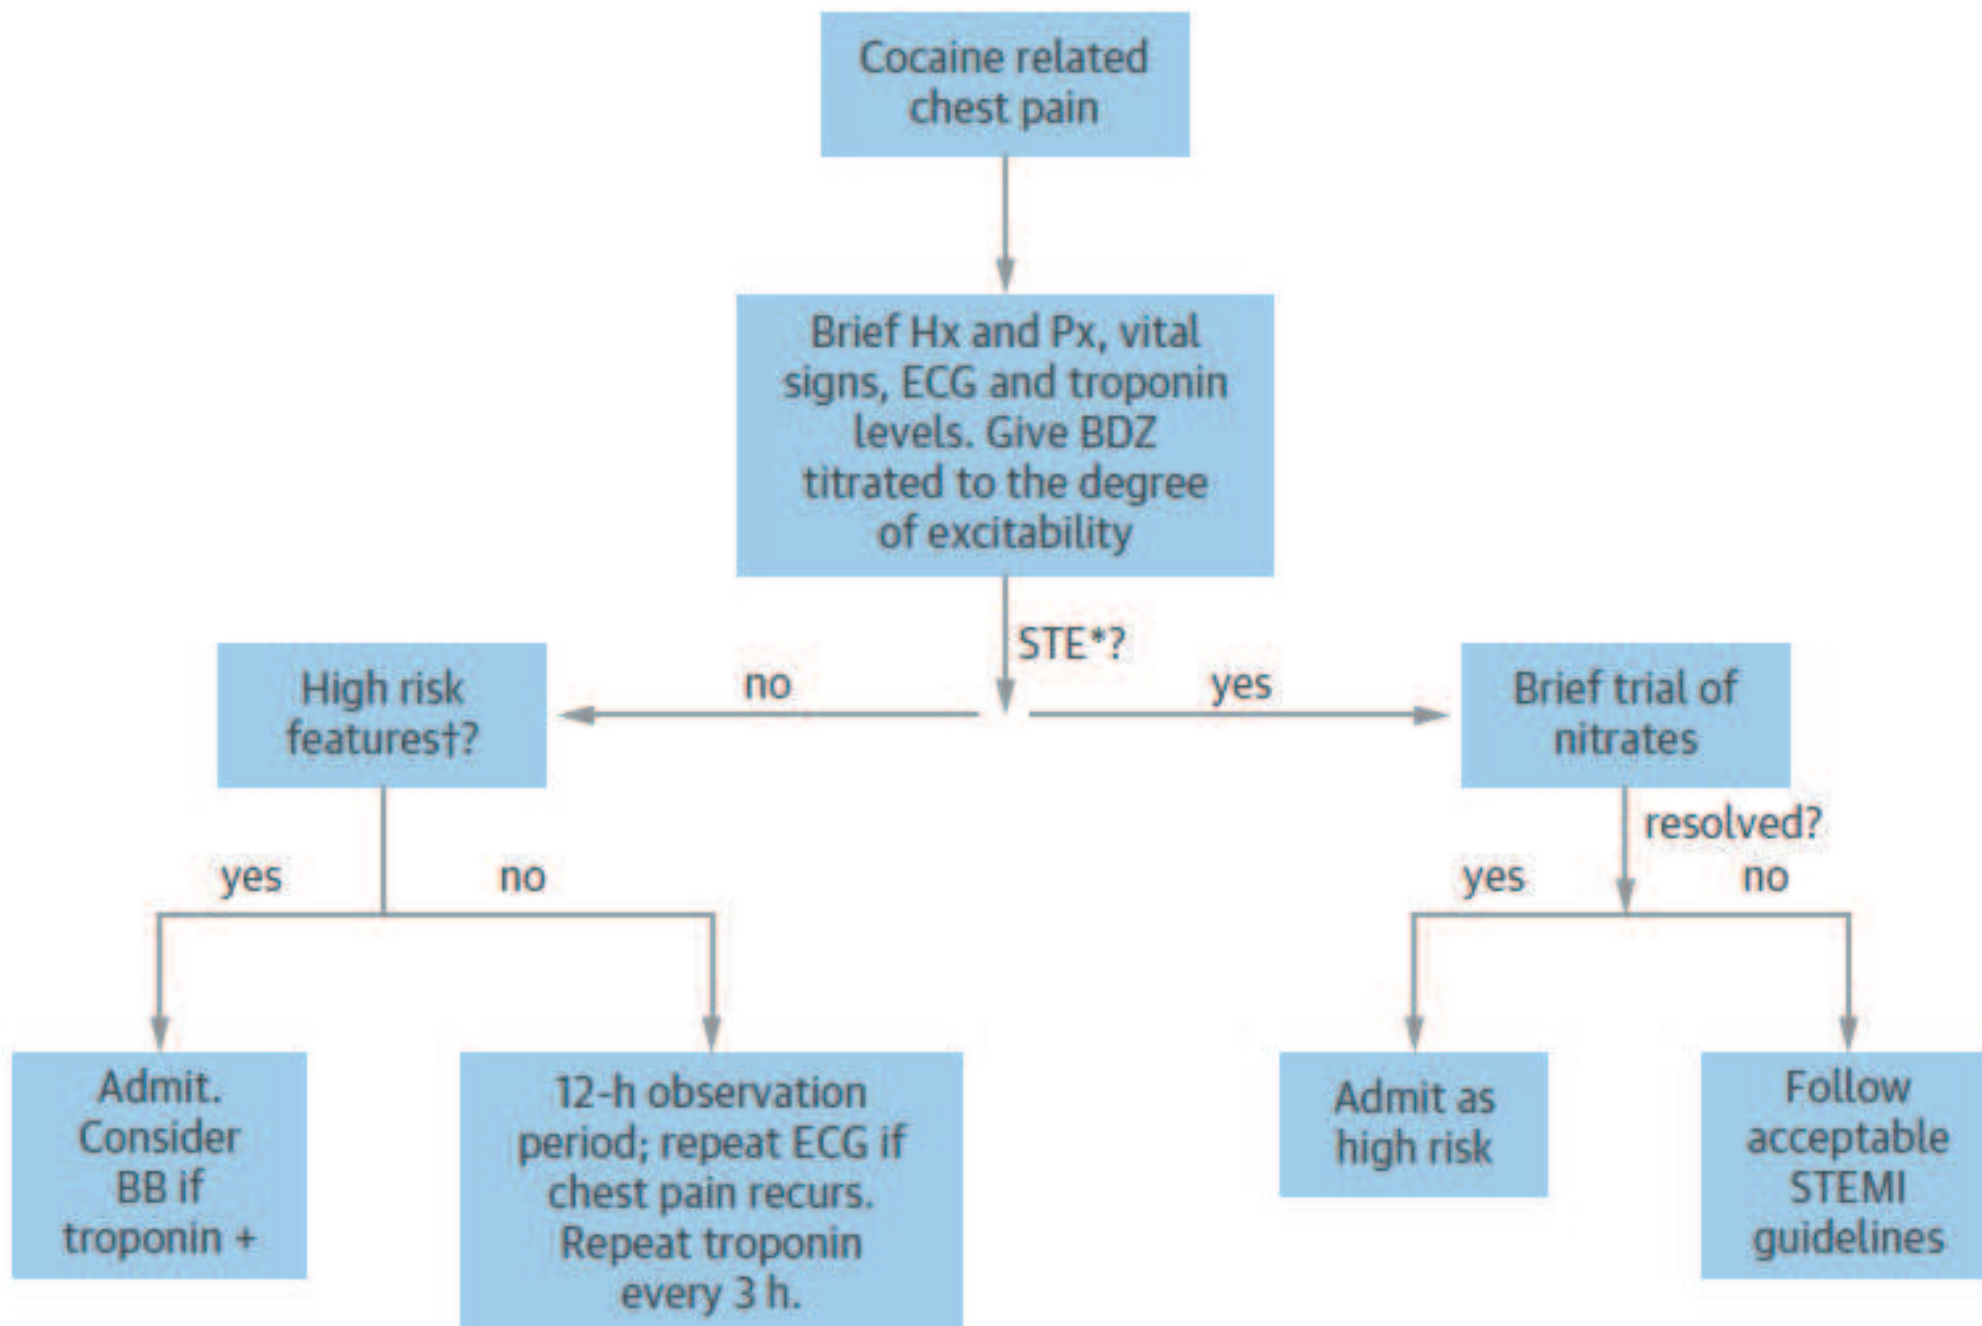 Cocaine related
chest pain
Brief Hx and Px, vital
signs, ECG and troponin
levels. Give BDZ
titrated to the degree
of excitability
STE*?
no
yes
High risk
features†?
Brief trial of
nitrates
resolved?
yes
no
yes
no
Admit.
Consider
BB if
troponin +
12-h observation
period; repeat ECG if
chest pain recurs.
Repeat troponin
every 3 h.
Admit as
high risk
Follow
acceptable
STEMI
guidelines